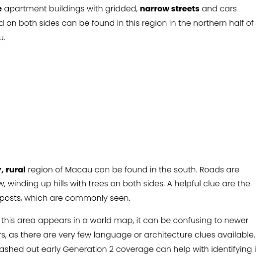 apartment buildings with gridded, narrow streets and cars
on both sides can be found in this region in the northern half of
rural region of Macau can be found in the south. Roads are
winding up hills with trees on both sides. A helpful clue are the
posts, which are commonly seen.
this area appears in a world map, it can be confusing to newer
as there are very few language or architecture clues available.
out early Generation 2 coverage can help with identifying